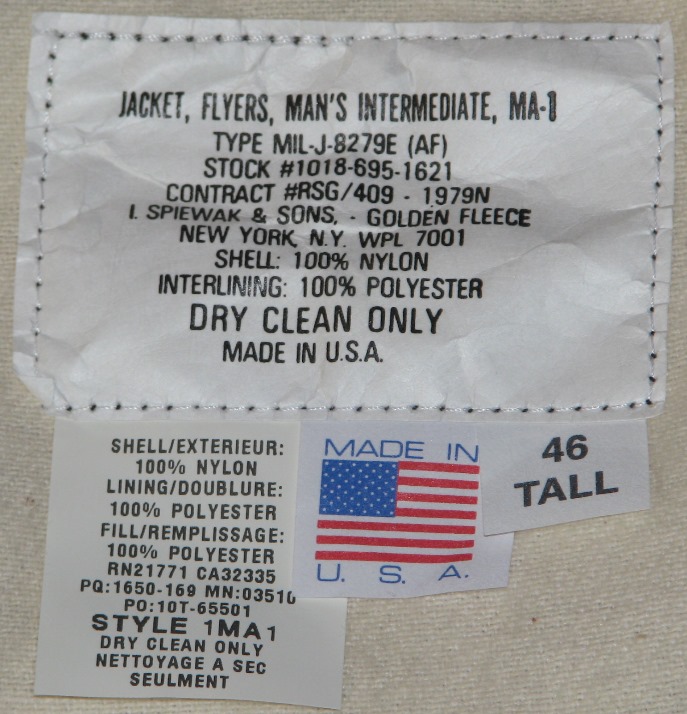 JACKET, FLYERS, MAN'S INTERMEDIATE, MA-1
TYPE MIL-J-8279E (AF)
STOCK #1018-695-1621
CONTRACT #RSG/409 - 1979N
I. SPIEWAK & SONS, - GOLDEN FLEECE
NEW YORK, N.Y. WPL 7001
SHELL: 100% NYLON
INTERLINING: 100% POLYESTER
DRY CLEAN ONLY
MADE IN U.S.A.
SHELL/EXTERIEUR:
100% NYLON
LINING/DOUBLURE:
100% POLYESTER
FILL/REMPLISSAGE:
100% POLYESTER
RN21771 CA32335
PQ:1650-169 MN:03510
PO:10T-65501
STYLE 1MA1
DRY CLEAN ONLY
NETTOYAGE A SEC
SEULMENT
MADE IN
U. S. A.
46
TALL